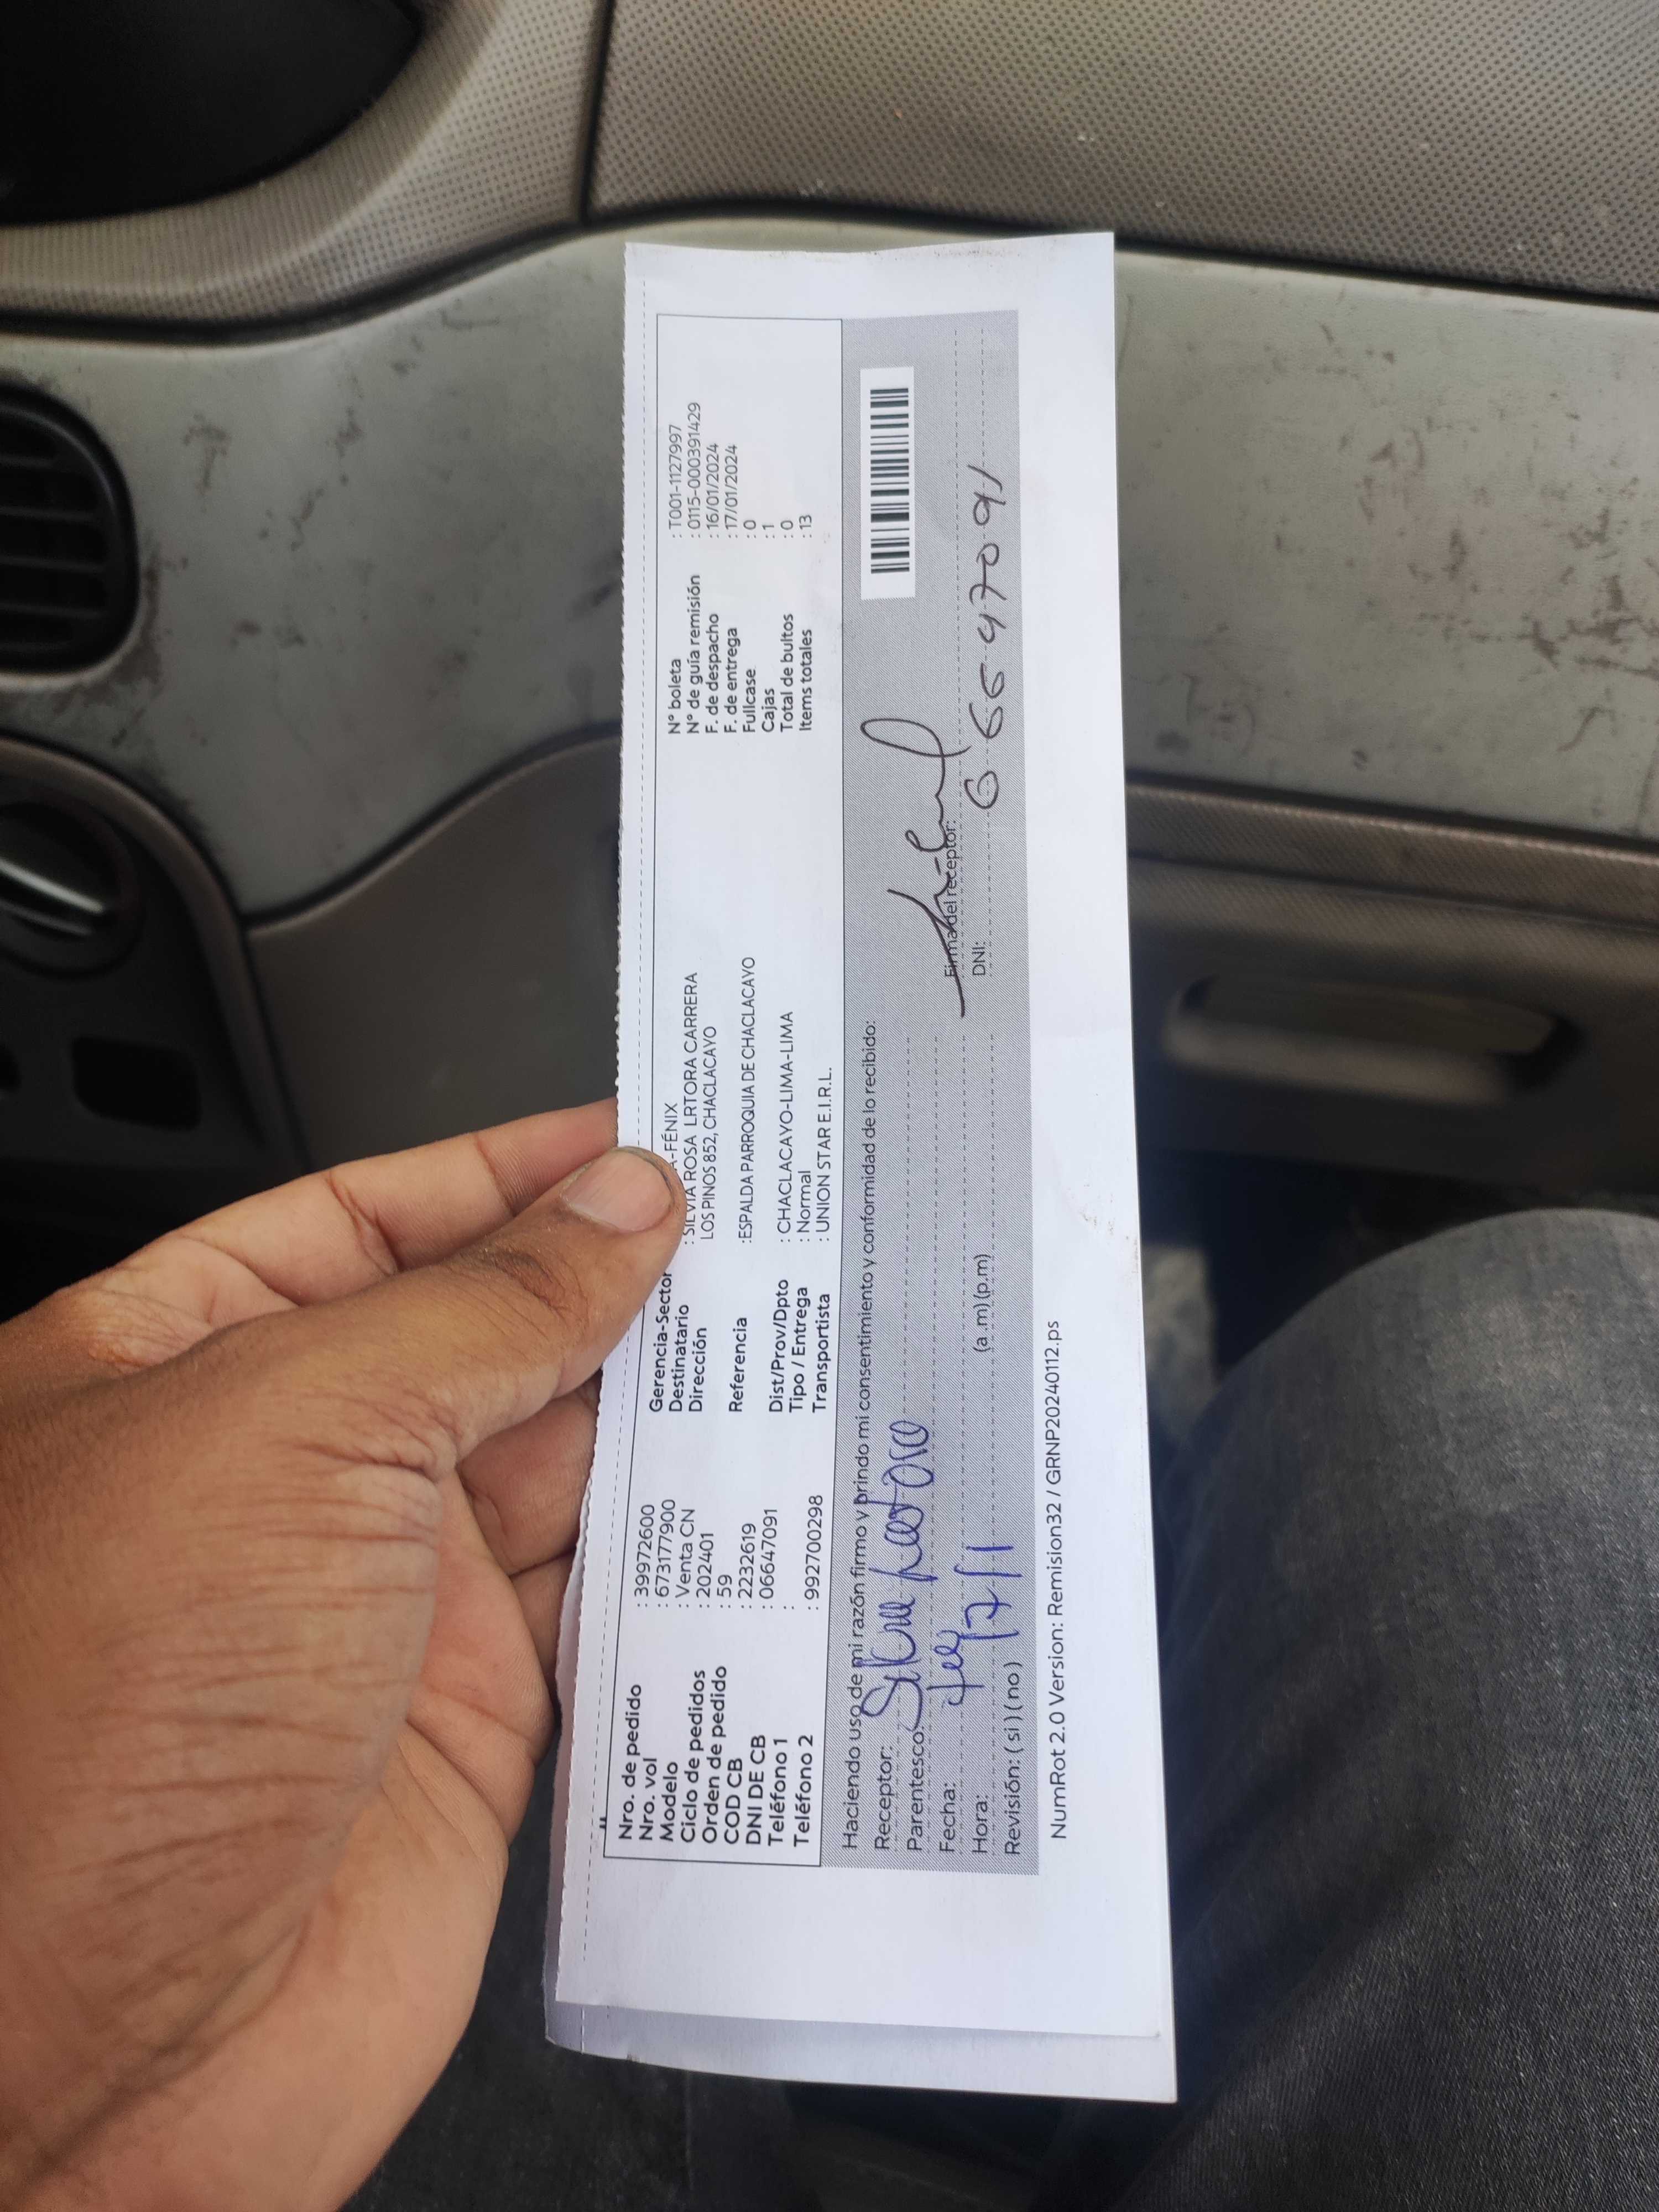 Nro. de pedido : 39972600
Nro. vol : 673177900
Modelo : Venta CN
Ciclo de pedidos : 202401
Orden de pedido : 59
COD CB : 2232619
DNI DE CB : 06647091
Teléfono 1 :
Teléfono 2 : 992700298
Gerencia-Sector A-FÉNIX
Destinatario : SILVIA ROSA LRTORA CARRERA
Dirección LOS PINOS 852, CHACLACAYO
Referencia : ESPALDA PARROQUIA DE CHACLACAYO
Dist/Prov/Dpto : CHACLACAYO-LIMA-LIMA
Tipo / Entrega : Normal
Transportista : UNION STAR E.I.R.L.
N° boleta : T001-1127997
N° de guía remisión : 0115-000391429
F. de despacho : 16/01/2024
F. de entrega : 17/01/2024
Fullcase : 0
Cajas : 1
Total de bultos : 0
Items totales : 13
Haciendo uso de mi razón firmo y brindo mi consentimiento y conformidad de lo recibido:
Receptor:
Parentesco:
Fecha:
Hora: (a .m) (p.m)
Revisión: ( si ) ( no )
Firma del receptor:
DNI: 06647091
NumRot 2.0 Version: Remision32 / GRNP20240112.ps